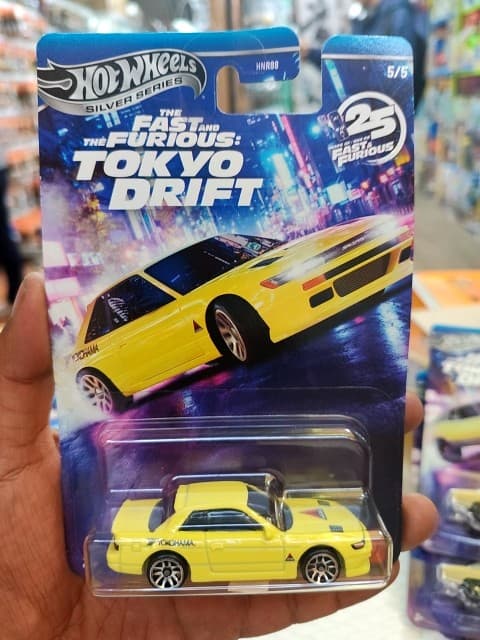 HOT WHEELS
SILVER SERIES
HNR88
5/5
THE
FAST AND
THE FURIOUS:
TOKYO
DRIFT
25
FAST &
FURIOUS
YOKOHAMA
YOKOHAMA